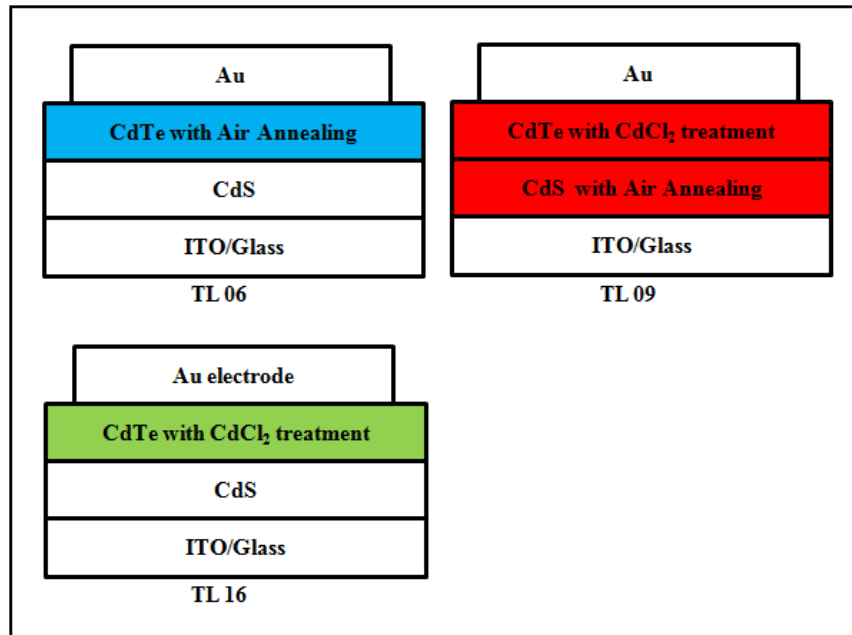 Au
CdTe with Air Annealing
CdS
ITO/Glass
TL 06
Au
CdTe with CdCl₂ treatment
CdS with Air Annealing
ITO/Glass
TL 09
Au electrode
CdTe with CdCl₂ treatment
CdS
ITO/Glass
TL 16